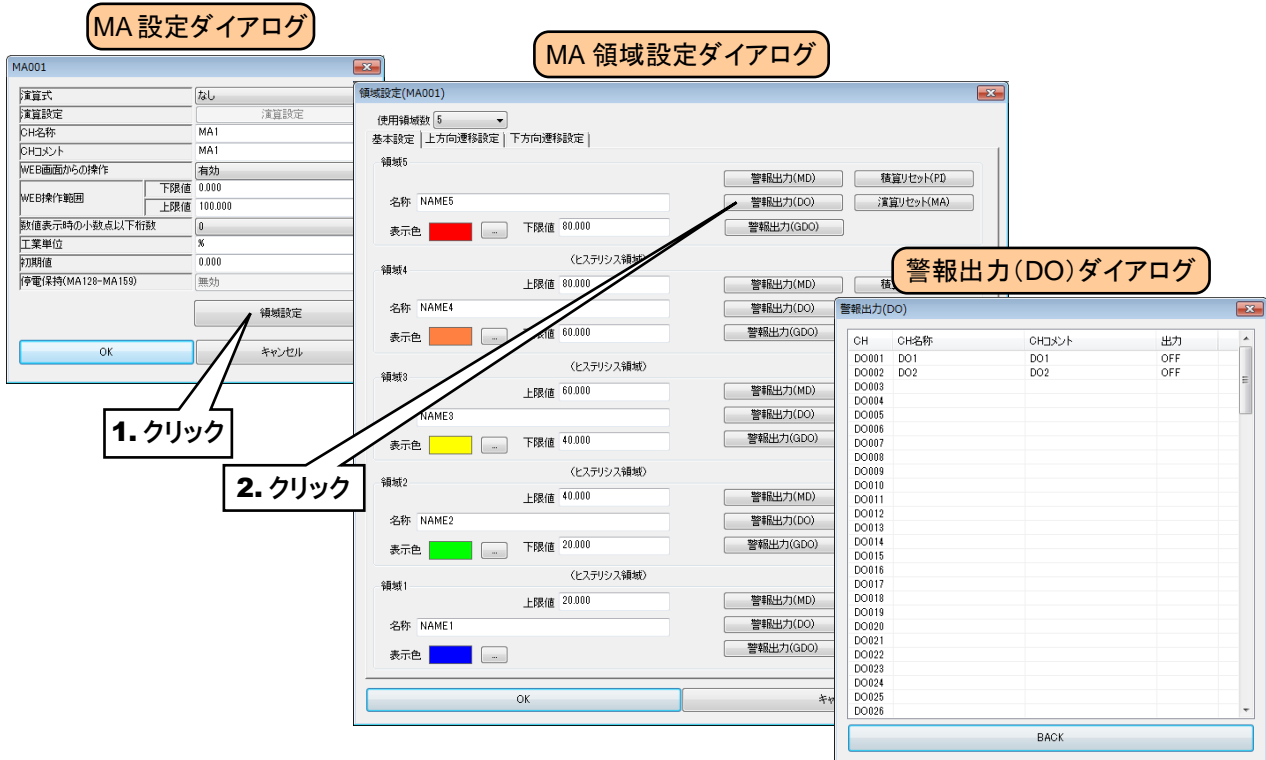 MA 設定ダイアログ
MA001
演算式 なし
演算設定 演算設定
CH名称 MA1
CHコメント MA1
WEB画面からの操作 有効
WEB操作範囲 下限値 0.000
上限値 100.000
数値表示時の小数点以下桁数 0
工業単位 %
初期値 0.000
停電保持(MA128-MA159) 無効
領域設定
OK キャンセル
1. クリック
MA 領域設定ダイアログ
領域設定(MA001)
使用領域数 5
基本設定 上方向遷移設定 下方向遷移設定
領域5
警報出力(MD) 積算リセット(PI)
名称 NAME5 警報出力(DO) 演算リセット(MA)
表示色 ... 下限値 80.000 警報出力(GDO)
(ヒステリシス領域)
領域4
上限値 80.000 警報出力(MD) 積
名称 NAME4 警報出力(DO)
表示色 ... 下限値 60.000 警報出力(GDO)
(ヒステリシス領域)
領域3
上限値 60.000 警報出力(MD)
NAME3 警報出力(DO)
表示色 ... 下限値 40.000 警報出力(GDO)
(ヒステリシス領域)
領域2
上限値 40.000 警報出力(MD)
名称 NAME2 警報出力(DO)
表示色 ... 下限値 20.000 警報出力(GDO)
(ヒステリシス領域)
領域1
上限値 20.000 警報出力(MD)
名称 NAME1 警報出力(DO)
表示色 ... 警報出力(GDO)
OK キャ
2. クリック
警報出力(DO)ダイアログ
警報出力(DO)
CH CH名称 CHコメント 出力
DO001 DO1 DO1 OFF
DO002 DO2 DO2 OFF
DO003
DO004
DO005
DO006
DO007
DO008
DO009
DO010
DO011
DO012
DO013
DO014
DO015
DO016
DO017
DO018
DO019
DO020
DO021
DO022
DO023
DO024
DO025
DO026
BACK